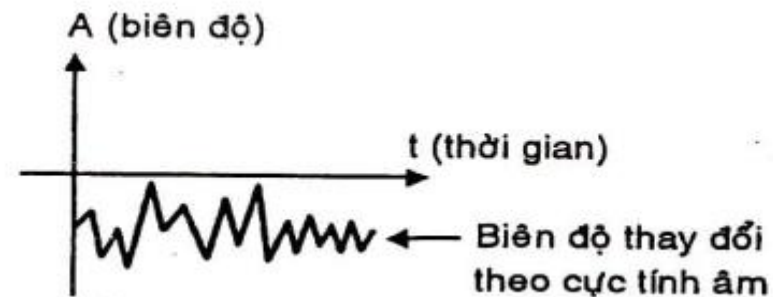 A (biên độ)
t (thời gian)
Biên độ thay đổi
theo cực tính âm